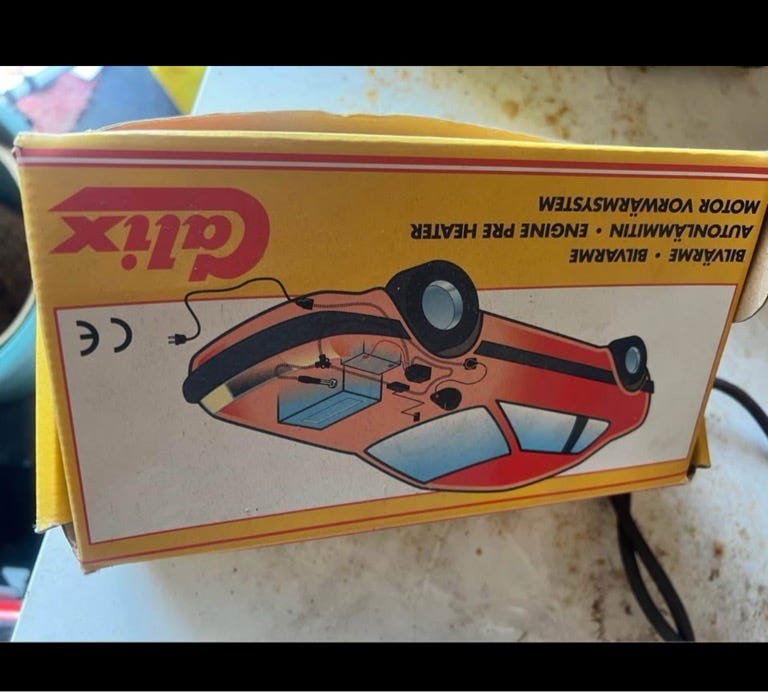 BILVÄRME • BILVARME
AUTONLÄMMITIN • ENGINE PRE HEATER
MOTOR VORWÄRMSYSTEM
Calix
CE